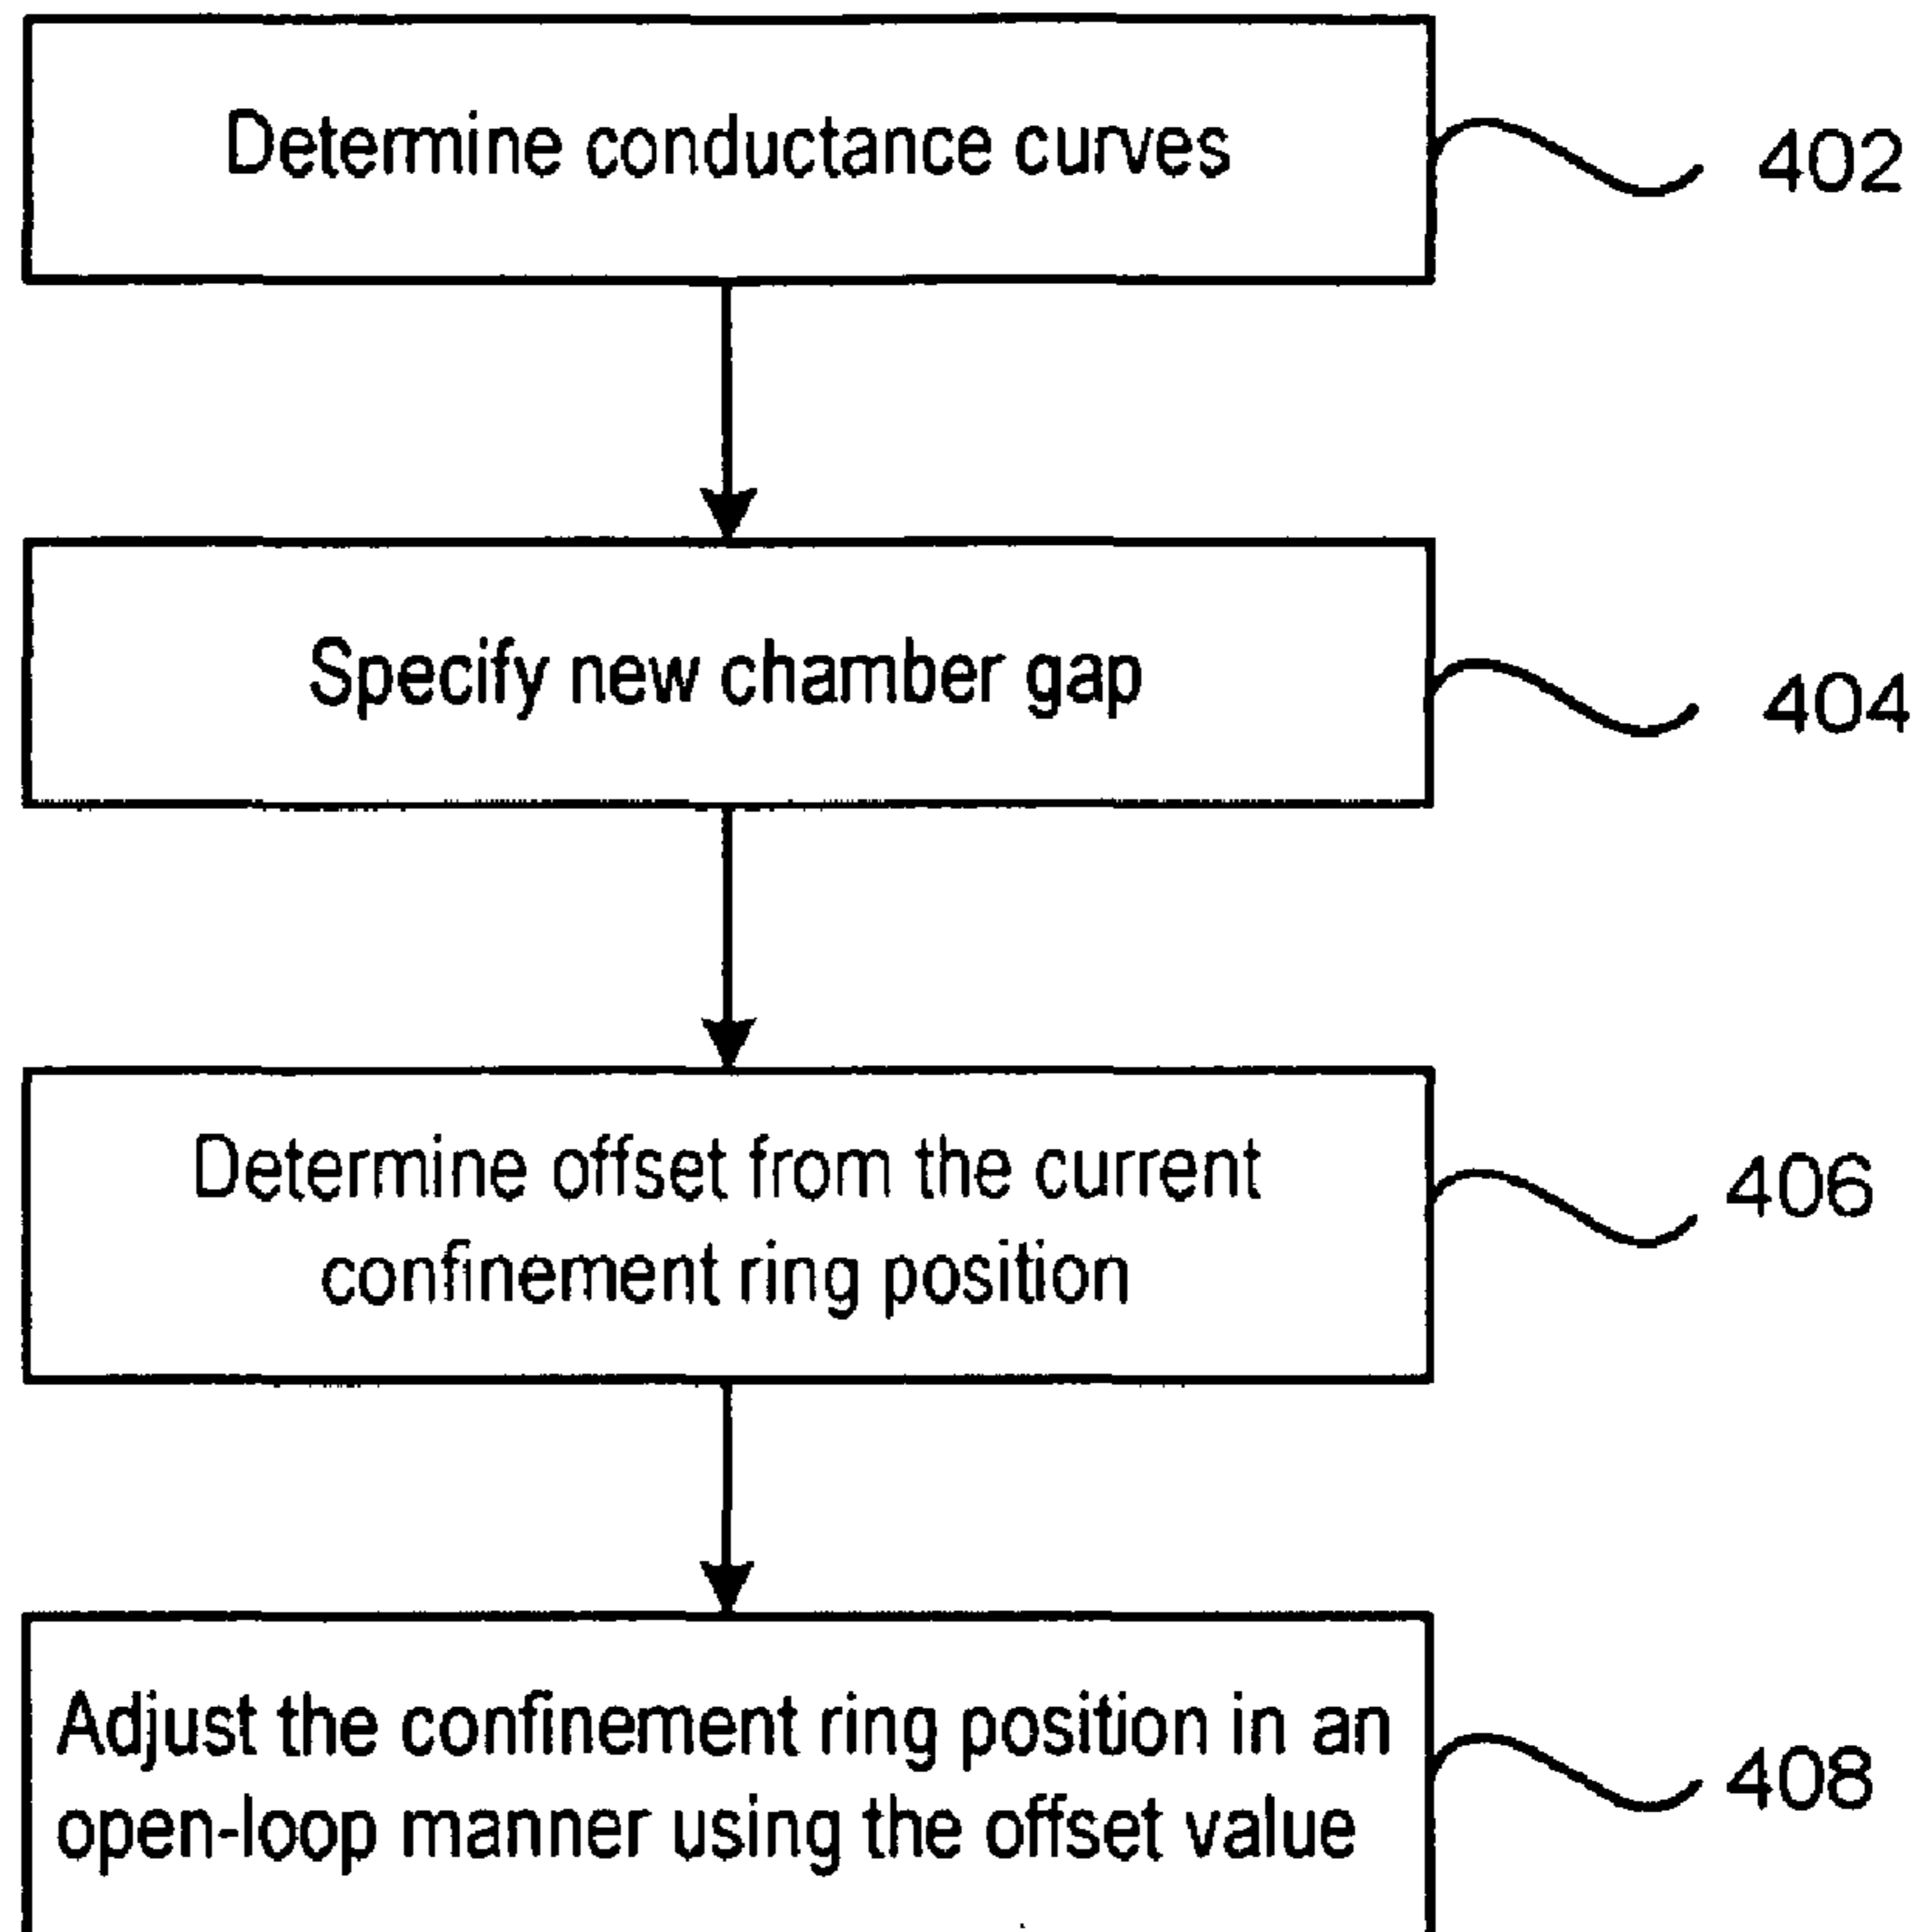 Determine conductance curves
402
Specify new chamber gap
404
Determine offset from the current
confinement ring position
406
Adjust the confinement ring position in an
open-loop manner using the offset value
408